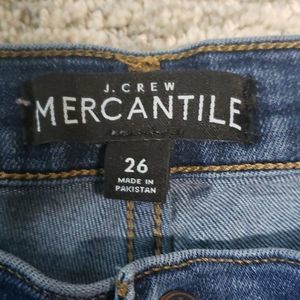 J. CREW
MERCANTILE
26
MADE IN
PAKISTAN